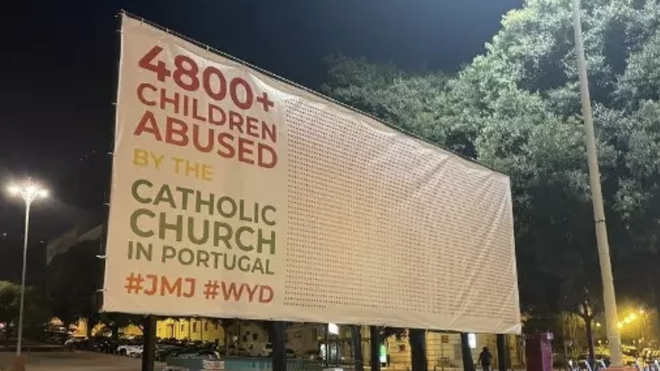 4800+
CHILDREN
ABUSED
BY THE
CATHOLIC
CHURCH
IN PORTUGAL
#JMJ #WYD